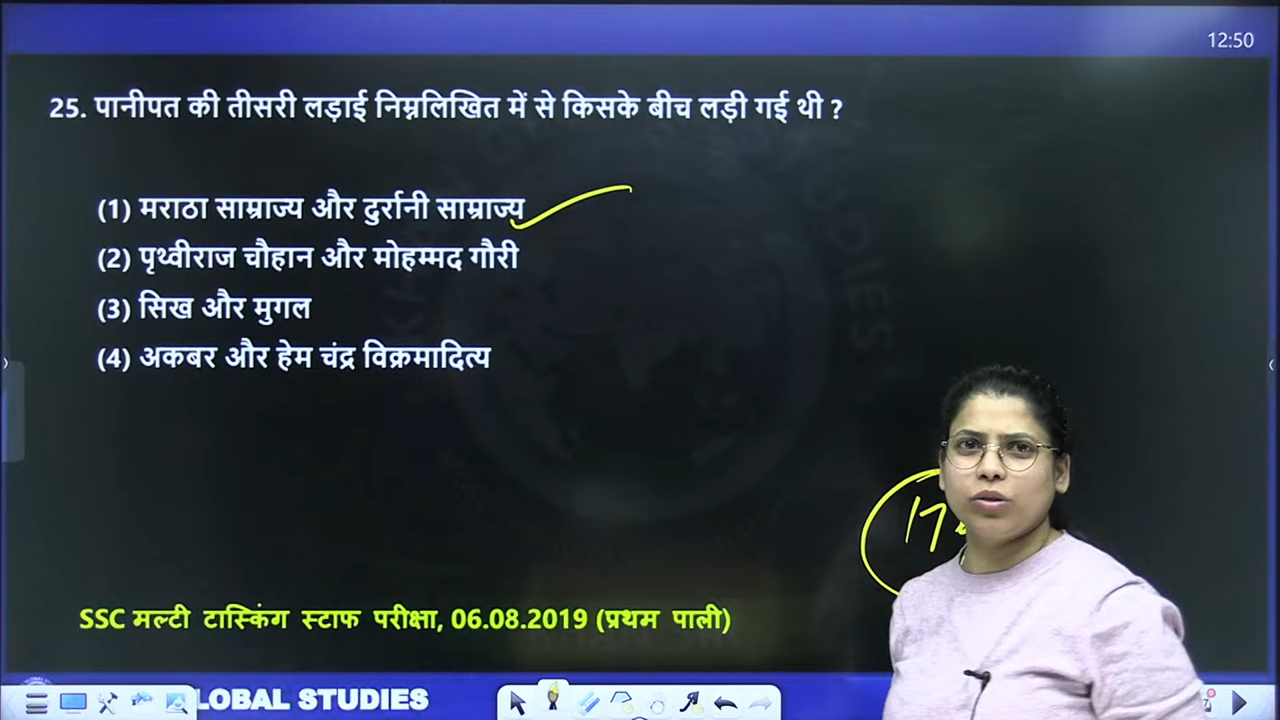 12:50
25. पानीपत की तीसरी लड़ाई निम्नलिखित में से किसके बीच लड़ी गई थी ?
(1) मराठा साम्राज्य और दुर्रानी साम्राज्य
(2) पृथ्वीराज चौहान और मोहम्मद गौरी
(3) सिख और मुगल
(4) अकबर और हेम चंद्र विक्रमादित्य
17
SSC मल्टी टास्किंग स्टाफ परीक्षा, 06.08.2019 (प्रथम पाली)
LOBAL STUDIES